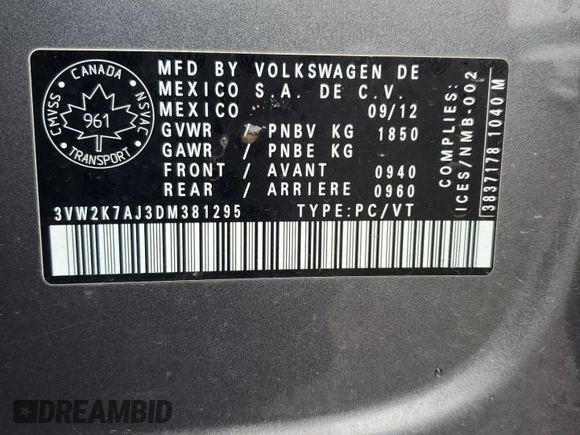 CANADA
CMVSS
NSVAC
961
TRANSPORT
MFD BY VOLKSWAGEN DE
MEXICO S.A. DE C.V.
MEXICO 09/12
GVWR / PNBV KG 1850
GAWR / PNBE KG
FRONT / AVANT 0940
REAR / ARRIERE 0960
3VW2K7AJ3DM381295 TYPE:PC/VT
COMPLIES:
ICES/NMB-002
38371178 1040 M
DREAMBID